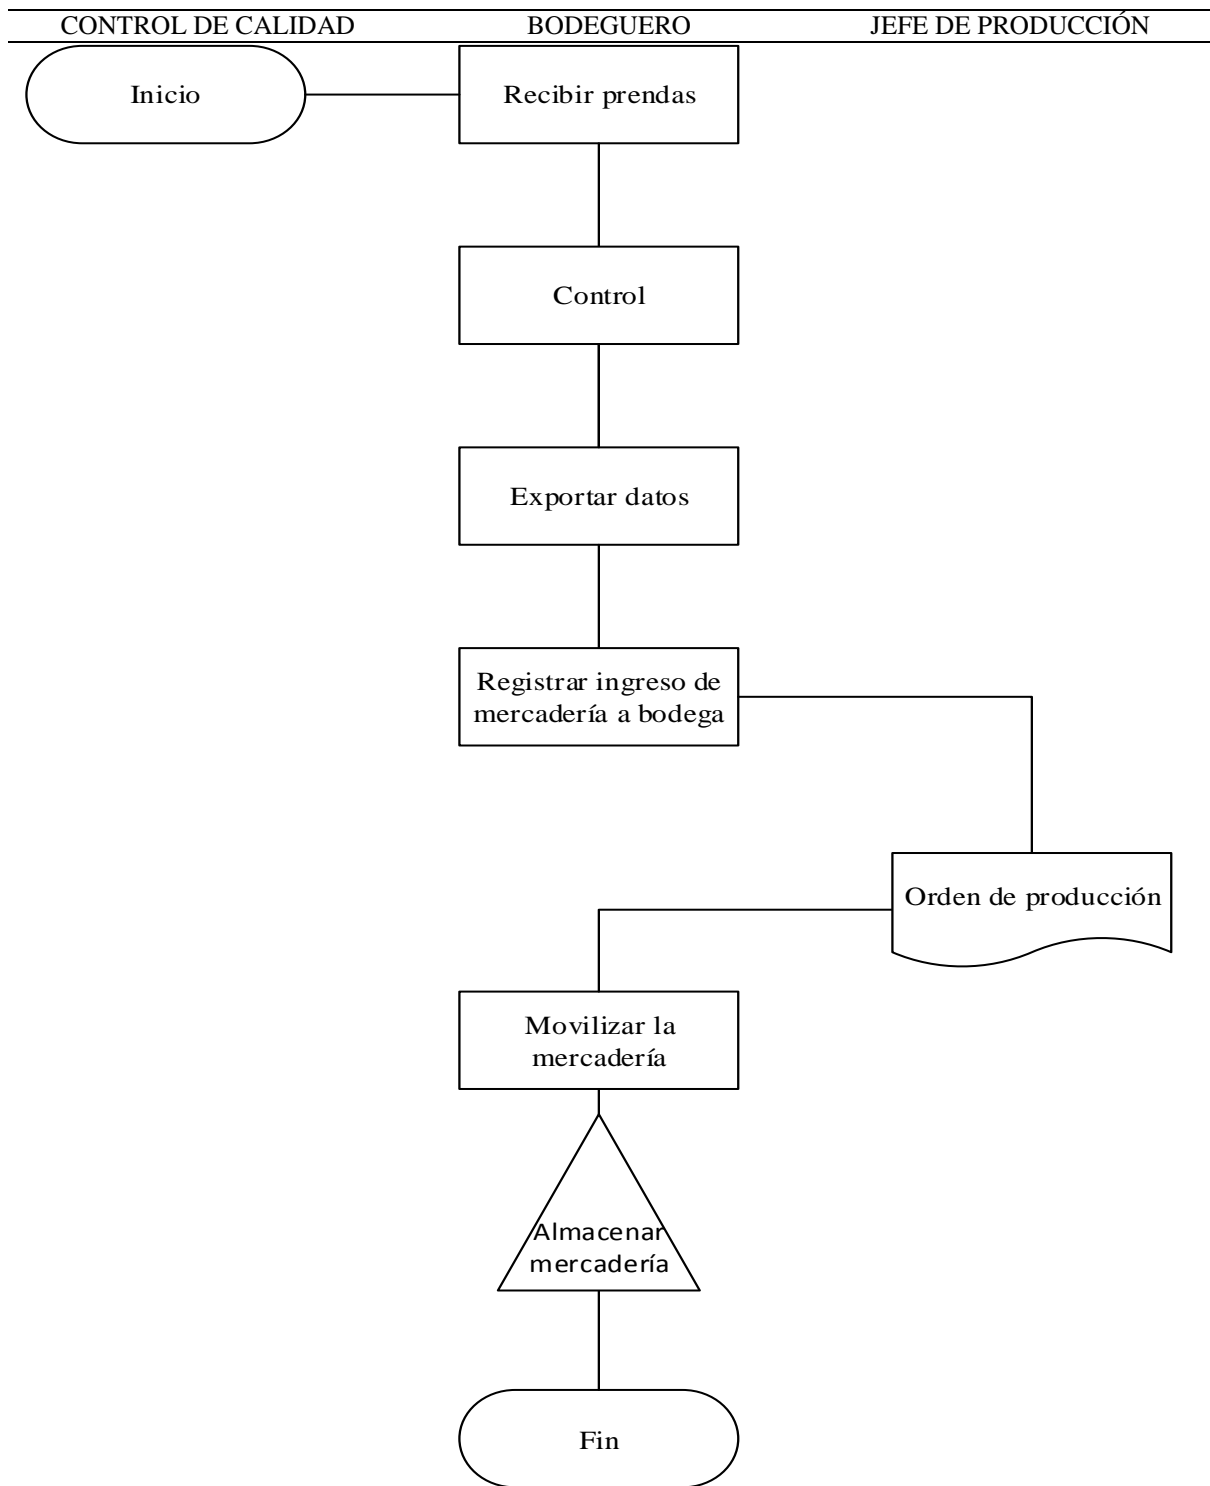 CONTROL DE CALIDAD BODEGUERO JEFE DE PRODUCCIÓN
Inicio
Recibir prendas
Control
Exportar datos
Registrar ingreso de
mercadería a bodega
Orden de producción
Movilizar la
mercadería
Almacenar
mercadería
Fin